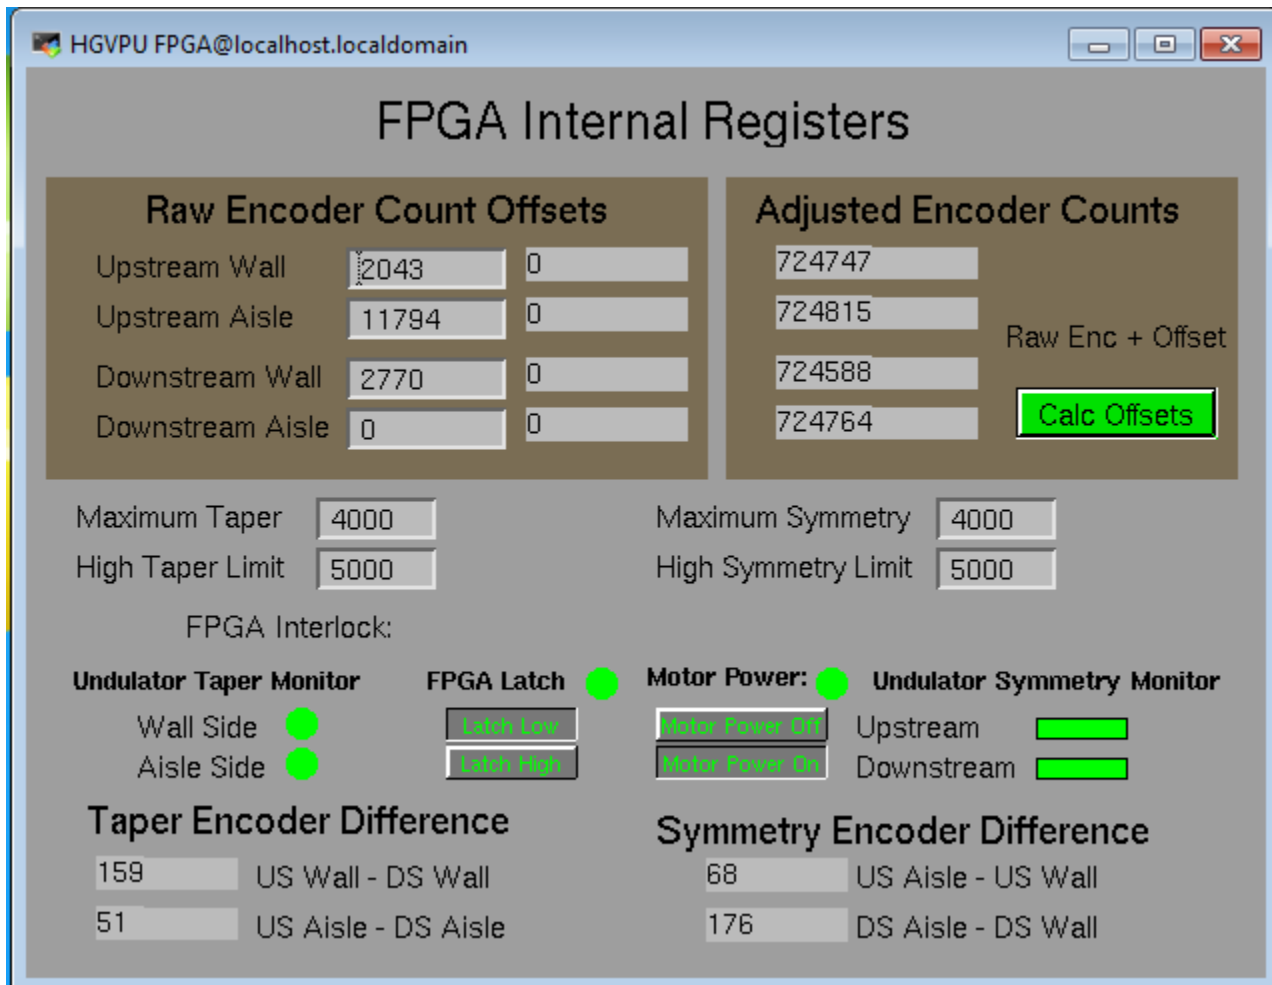 HGVPU FPGA@localhost.localdomain
FPGA Internal Registers
Raw Encoder Count Offsets
Upstream Wall 2043 0
Upstream Aisle 11794 0
Downstream Wall 2770 0
Downstream Aisle 0 0
Adjusted Encoder Counts
724747
724815
Raw Enc + Offset
724588
724764
Calc Offsets
Maximum Taper 4000
High Taper Limit 5000
Maximum Symmetry 4000
High Symmetry Limit 5000
FPGA Interlock:
Undulator Taper Monitor
Wall Side
Aisle Side
FPGA Latch
Latch Low
Latch High
Motor Power:
Motor Power Off
Motor Power On
Undulator Symmetry Monitor
Upstream
Downstream
Taper Encoder Difference
159 US Wall - DS Wall
51 US Aisle - DS Aisle
Symmetry Encoder Difference
68 US Aisle - US Wall
176 DS Aisle - DS Wall